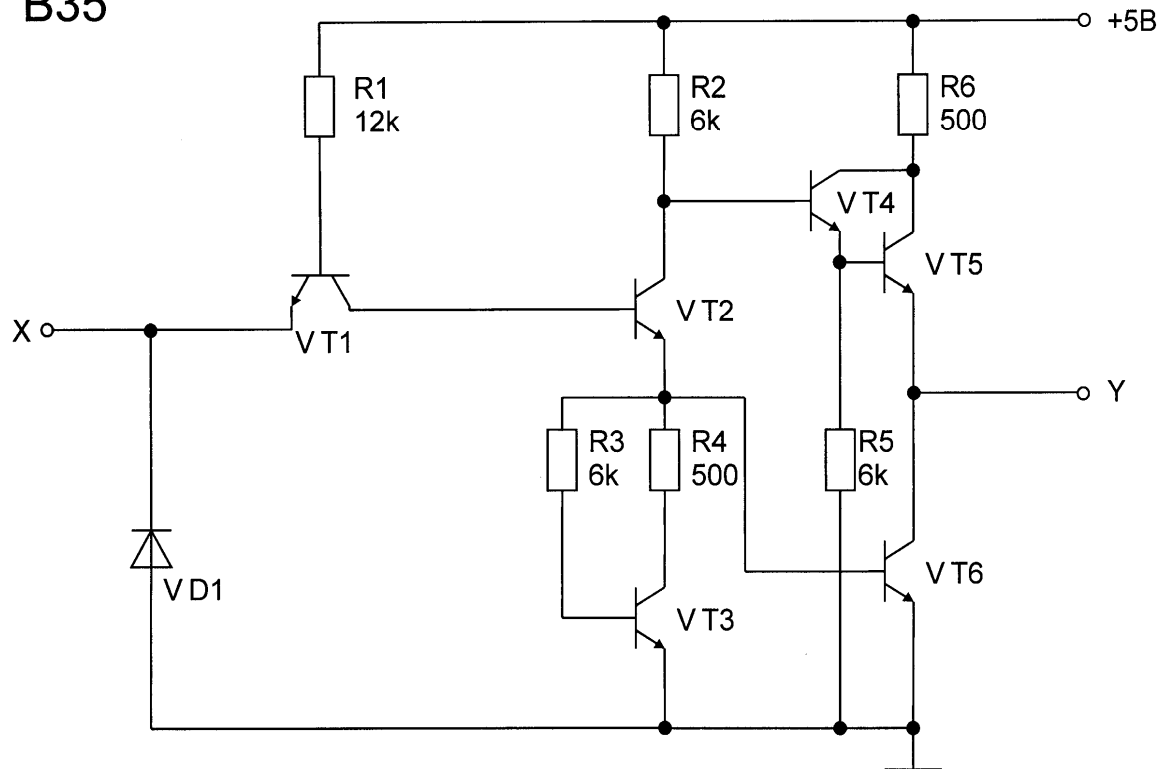 B35
+5В
R1
12k
R2
6k
R6
500
VT4
VT5
VT2
X
VT1
Y
R3
6k
R4
500
R5
6k
VD1
VT6
VT3